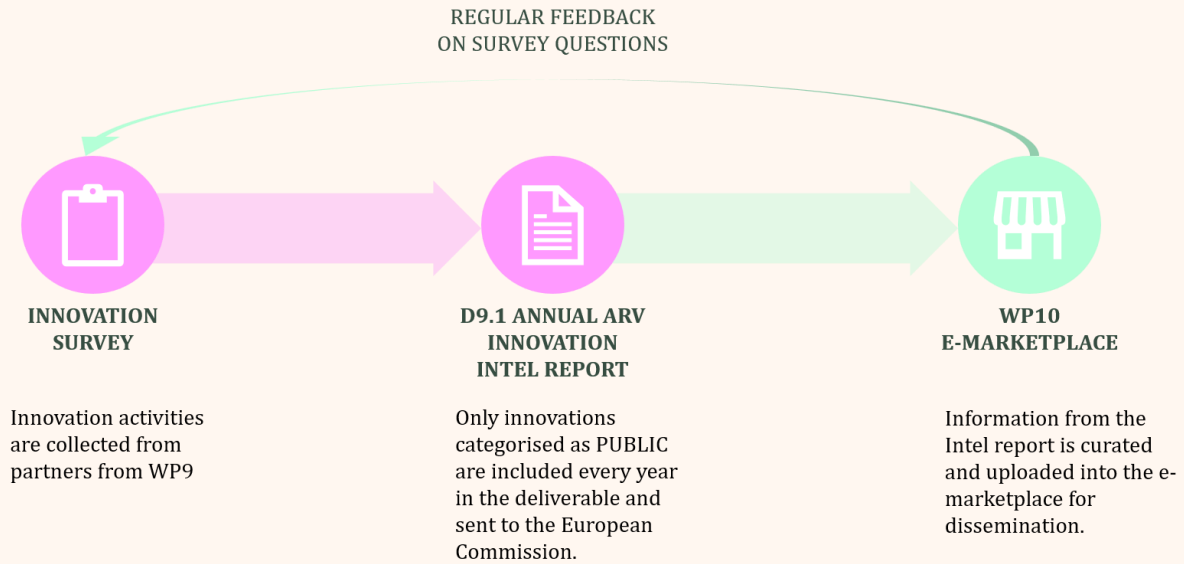 REGULAR FEEDBACK
ON SURVEY QUESTIONS
INNOVATION
SURVEY
Innovation activities
are collected from
partners from WP9
D9.1 ANNUAL ARV
INNOVATION
INTEL REPORT
Only innovations
categorised as PUBLIC
are included every year
in the deliverable and
sent to the European
Commission.
WP10
E-MARKETPLACE
Information from the
Intel report is curated
and uploaded into the e-
marketplace for
dissemination.